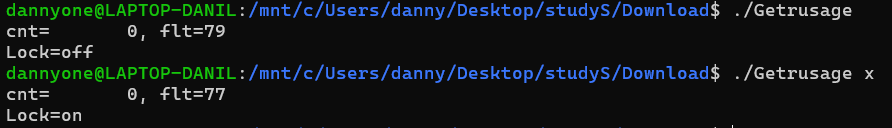 dannyone@LAPTOP-DANIL:/mnt/c/Users/danny/Desktop/studyS/Download$ ./Getrusage
cnt=       0, flt=79
Lock=off
dannyone@LAPTOP-DANIL:/mnt/c/Users/danny/Desktop/studyS/Download$ ./Getrusage x
cnt=       0, flt=77
Lock=on